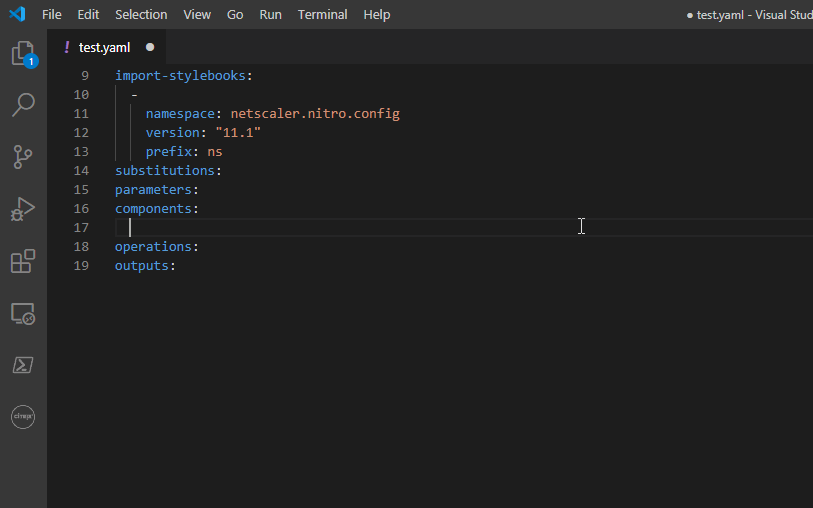 File Edit Selection View Go Run Terminal Help ● test.yaml - Visual Stud
! test.yaml ●
1
9 import-stylebooks:
10 -
11 namespace: netscaler.nitro.config
12 version: "11.1"
13 prefix: ns
14 substitutions:
15 parameters:
16 components:
17
18 operations:
19 outputs:
citrix